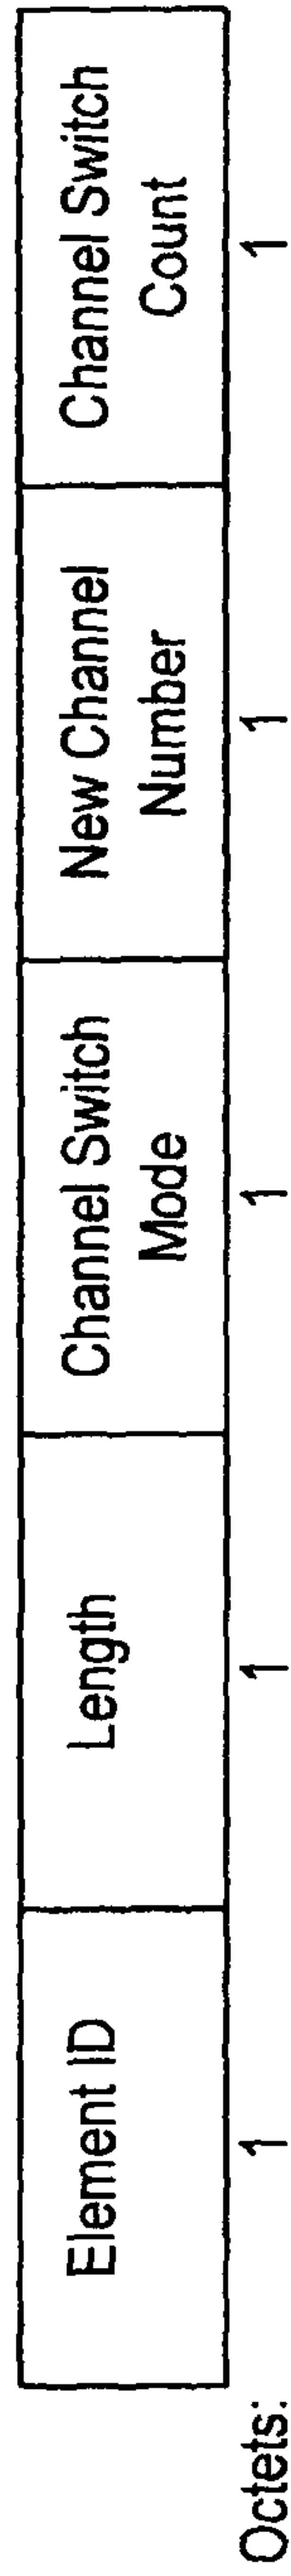 Element ID
Length
Channel Switch
Mode
New Channel
Number
Channel Switch
Count
Octets: 1 1 1 1 1